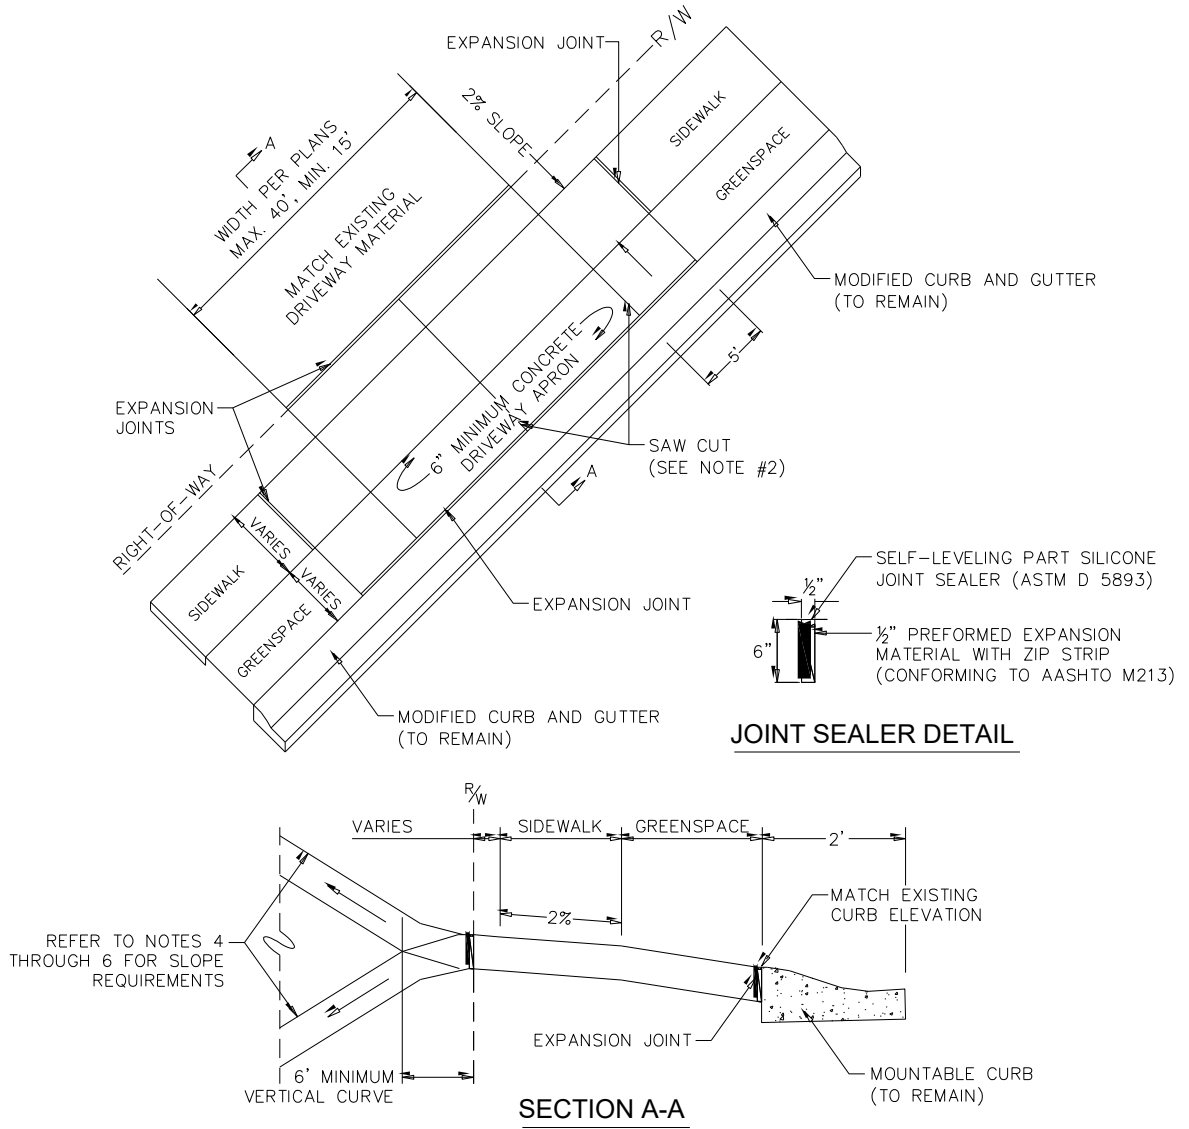 EXPANSION JOINT
R/W
2% SLOPE
SIDEWALK
GREENSPACE
A
WIDTH PER PLANS
MAX. 40', MIN. 15'
MATCH EXISTING
DRIVEWAY MATERIAL
MODIFIED CURB AND GUTTER
(TO REMAIN)
5'
6" MINIMUM CONCRETE
DRIVEWAY APRON
EXPANSION
JOINTS
SAW CUT
(SEE NOTE #2)
A
RIGHT-OF-WAY
VARIES
VARIES
SIDEWALK
GREENSPACE
EXPANSION JOINT
MODIFIED CURB AND GUTTER
(TO REMAIN)
SELF-LEVELING PART SILICONE
JOINT SEALER (ASTM D 5893)
½"
6"
½" PREFORMED EXPANSION
MATERIAL WITH ZIP STRIP
(CONFORMING TO AASHTO M213)
JOINT SEALER DETAIL
R/W
VARIES
SIDEWALK
GREENSPACE
2'
2%
MATCH EXISTING
CURB ELEVATION
REFER TO NOTES 4
THROUGH 6 FOR SLOPE
REQUIREMENTS
EXPANSION JOINT
6' MINIMUM
VERTICAL CURVE
MOUNTABLE CURB
(TO REMAIN)
SECTION A-A